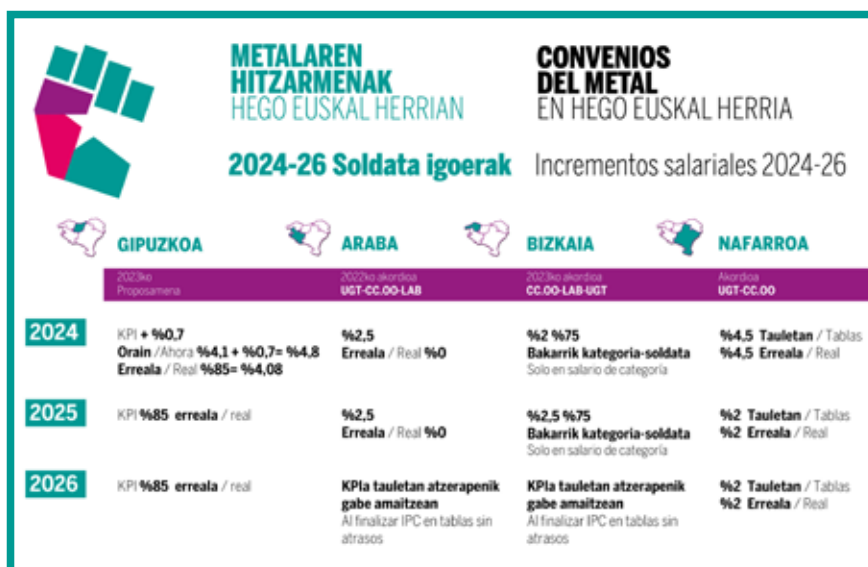 METALAREN
HITZARMENAK
HEGO EUSKAL HERRIAN
CONVENIOS
DEL METAL
EN HEGO EUSKAL HERRIA
2024-26 Soldata igoerak
Incrementos salariales 2024-26
GIPUZKOA
ARABA
BIZKAIA
NAFARROA
2023ko
Proposamena
2022ko akordioa
UGT-CC.OO-LAB
2023ko akordioa
CC.OO-LAB-UGT
Akordioa
UGT-CC.OO
2024
KPI + %0,7
Orain /Ahora %4,1 + %0,7= %4,8
Erreala / Real %85= %4,08
%2,5
Erreala / Real %0
%2 %75
Bakarrik kategoria-soldata
Solo en salario de categoría
%4,5 Tauletan / Tablas
%4,5 Erreala / Real
2025
KPI %85 erreala / real
%2,5
Erreala / Real %0
%2,5 %75
Bakarrik kategoria-soldata
Solo en salario de categoría
%2 Tauletan / Tablas
%2 Erreala / Real
2026
KPI %85 erreala / real
KPIa tauletan atzerapenik
gabe amaitzean
Al finalizar IPC en tablas sin
atrasos
KPIa tauletan atzerapenik
gabe amaitzean
Al finalizar IPC en tablas sin
atrasos
%2 Tauletan / Tablas
%2 Erreala / Real